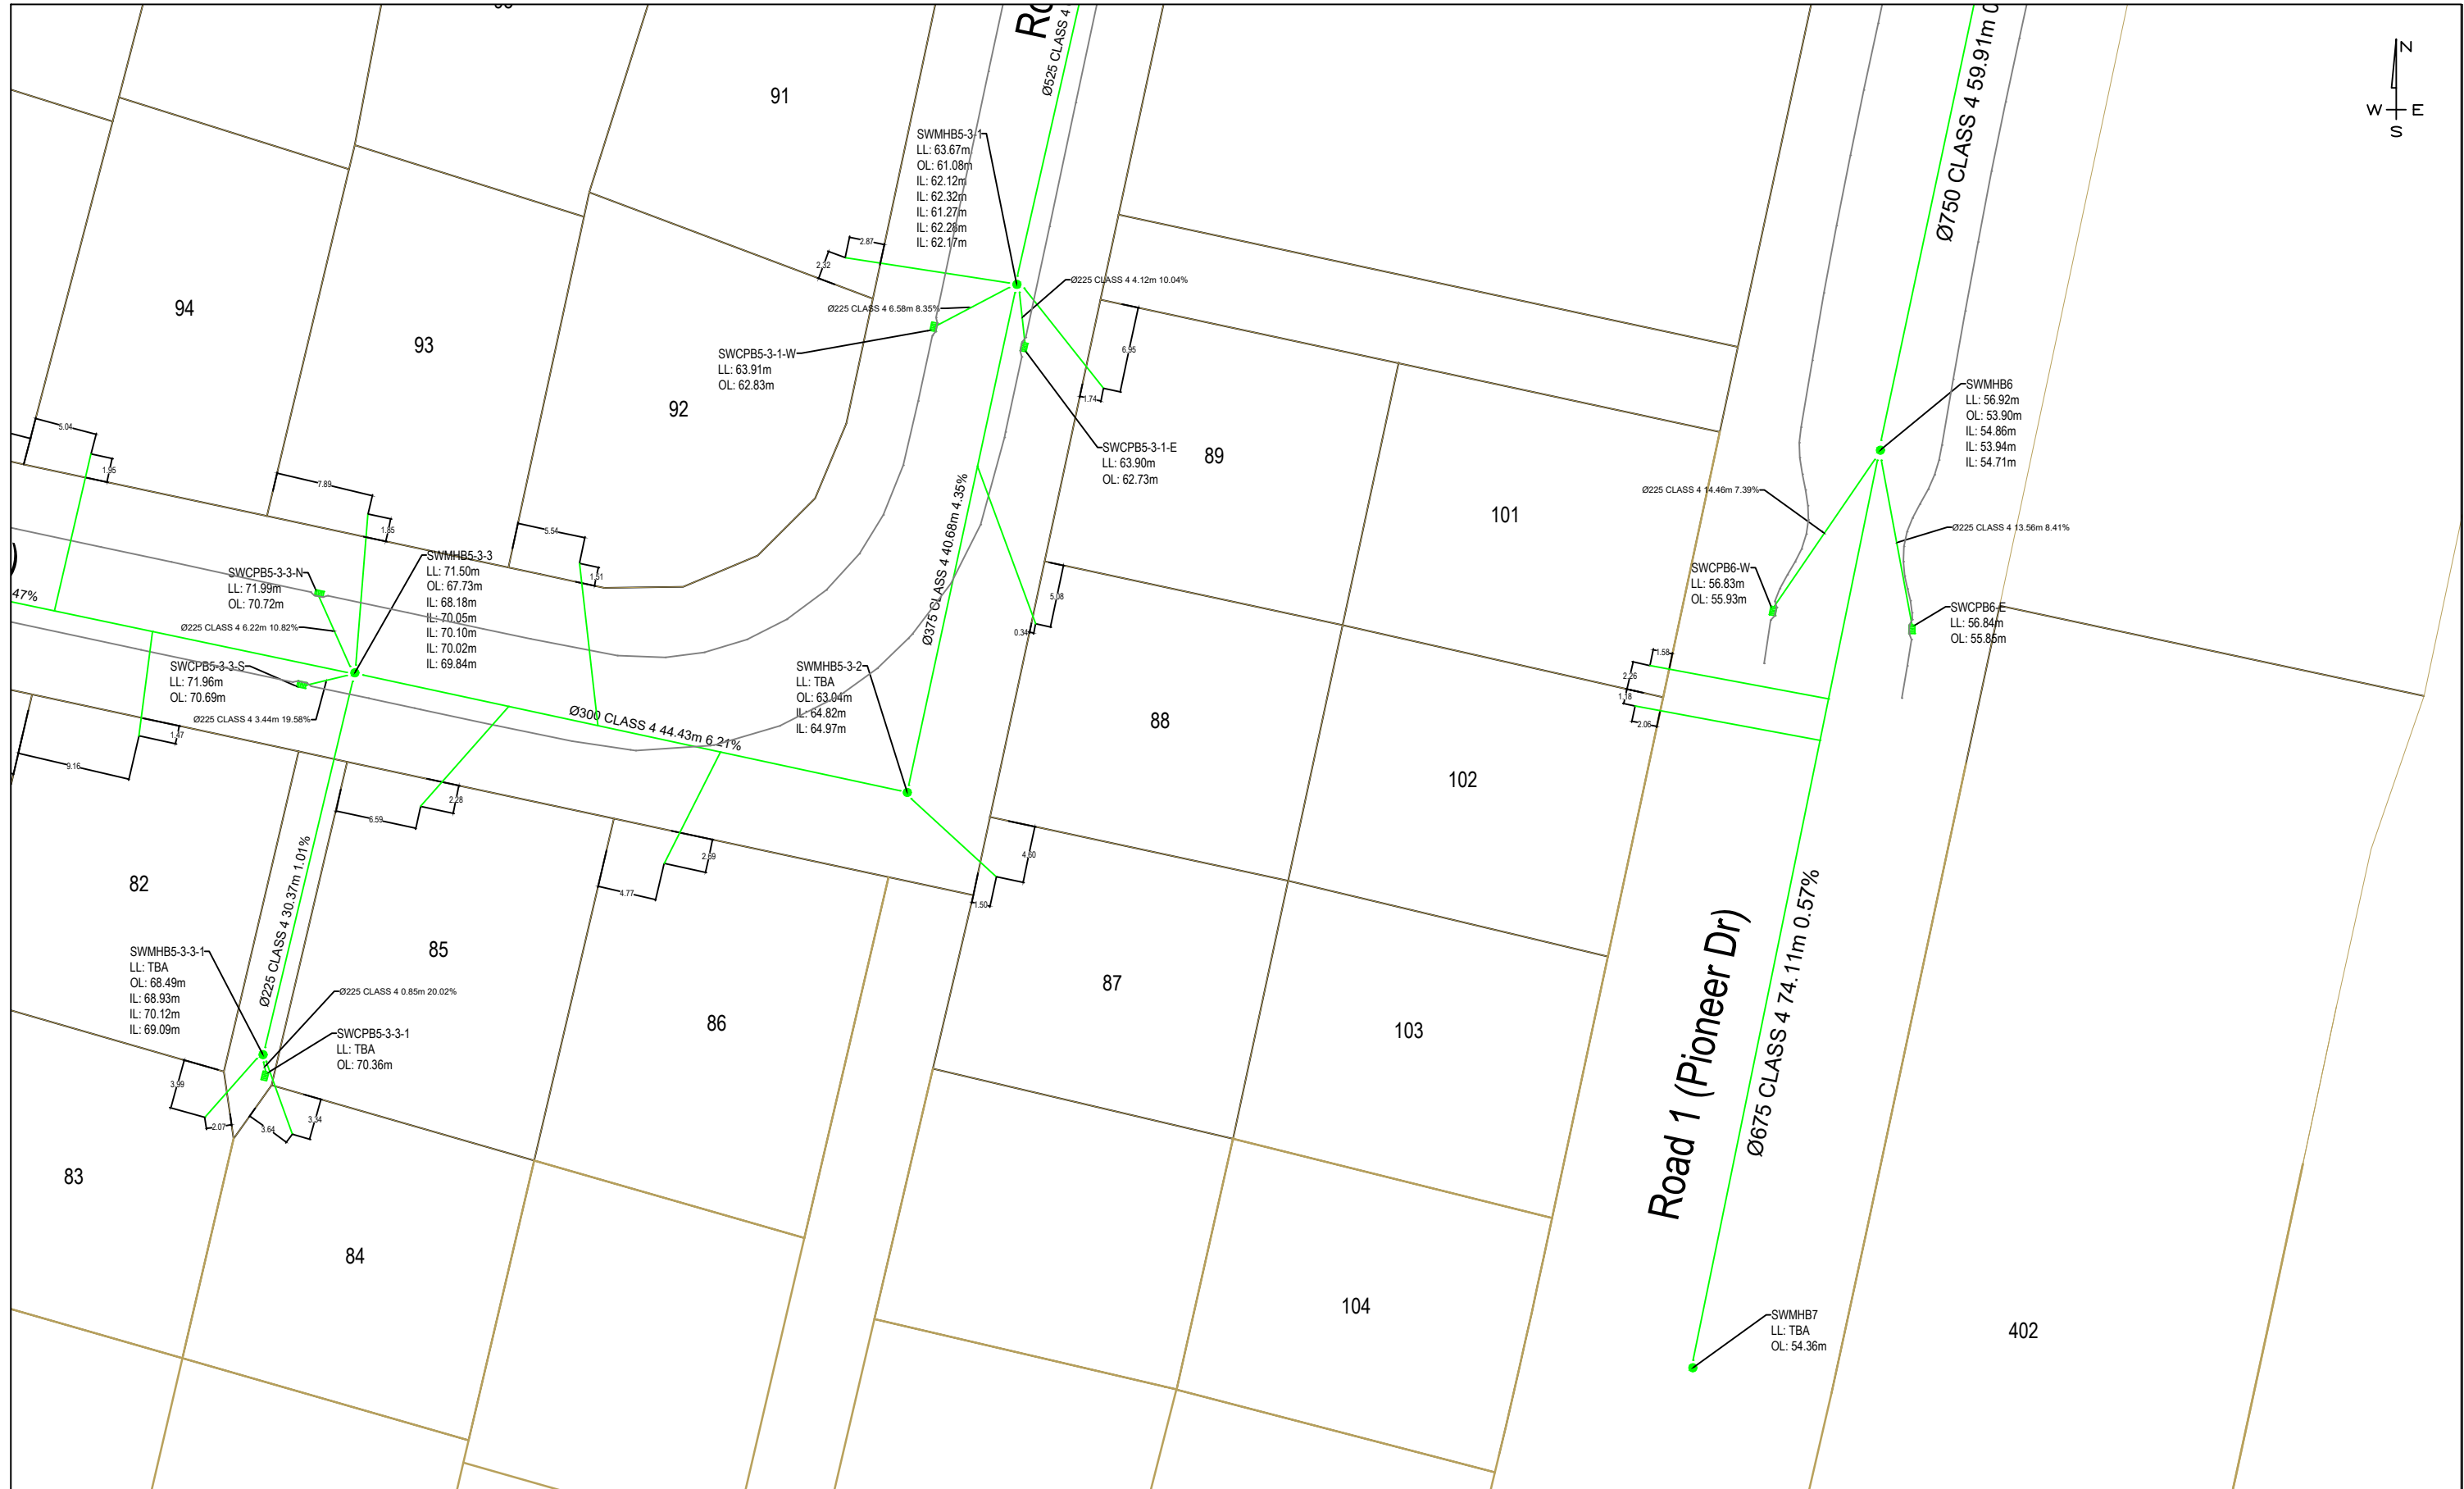 N
W E
S
91
Ø525 CLASS 4
Ø750 CLASS 4 59.91m 0
SWMHB5-3-1
LL: 63.67m
OL: 61.08m
IL: 62.12m
IL: 62.32m
IL: 61.27m
IL: 62.28m
IL: 62.17m
2.87
2.32
Ø225 CLASS 4 4.12m 10.04%
Ø225 CLASS 4 6.58m 8.35%
94
93
92
SWCPB5-3-1-W
LL: 63.91m
OL: 62.83m
6.95
1.74
SWCPB5-3-1-E
LL: 63.90m
OL: 62.73m
89
101
SWMHB6
LL: 56.92m
OL: 53.90m
IL: 54.86m
IL: 53.94m
IL: 54.71m
Ø225 CLASS 4 14.46m 7.39%
Ø225 CLASS 4 13.56m 8.41%
5.04
1.95
7.89
1.85
5.54
1.51
)
47%
SWCPB5-3-3-N
LL: 71.99m
OL: 70.72m
SWMHB5-3-3
LL: 71.50m
OL: 67.73m
IL: 68.18m
IL: 70.05m
IL: 70.10m
IL: 70.02m
IL: 69.84m
Ø225 CLASS 4 6.22m 10.82%
SWCPB5-3-3-S
LL: 71.96m
OL: 70.69m
Ø225 CLASS 4 3.44m 19.58%
Ø375 CLASS 4 40.68m 4.35%
5.08
0.34
SWCPB6-W
LL: 56.83m
OL: 55.93m
SWCPB6-E
LL: 56.84m
OL: 55.85m
SWMHB5-3-2
LL: TBA
OL: 63.04m
IL: 64.82m
IL: 64.97m
Ø300 CLASS 4 44.43m 6.21%
1.58
2.26
1.18
2.06
88
102
1.47
9.16
6.59
2.28
4.77
2.69
4.60
1.50
82
Ø225 CLASS 4 30.37m 1.01%
85
86
87
103
SWMHB5-3-3-1
LL: TBA
OL: 68.49m
IL: 68.93m
IL: 70.12m
IL: 69.09m
Ø225 CLASS 4 0.85m 20.02%
SWCPB5-3-3-1
LL: TBA
OL: 70.36m
3.99
2.07
3.64
3.34
Road 1 (Pioneer Dr)
Ø675 CLASS 4 74.11m 0.57%
83
84
104
SWMHB7
LL: TBA
OL: 54.36m
402